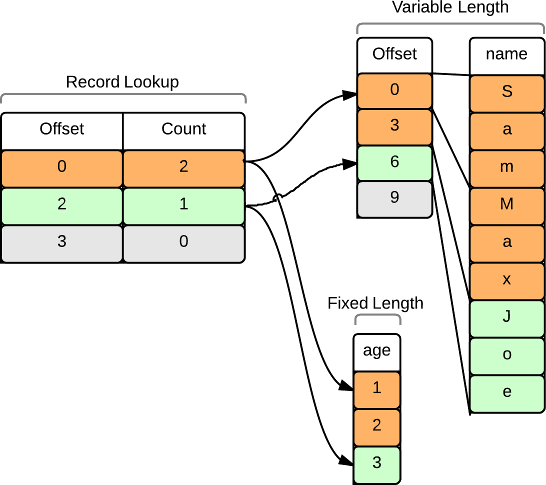 Variable Length
Offset name
0 S
3 a
6 m
9 M
a
x
J
o
e
Record Lookup
Offset Count
0 2
2 1
3 0
Fixed Length
age
1
2
3